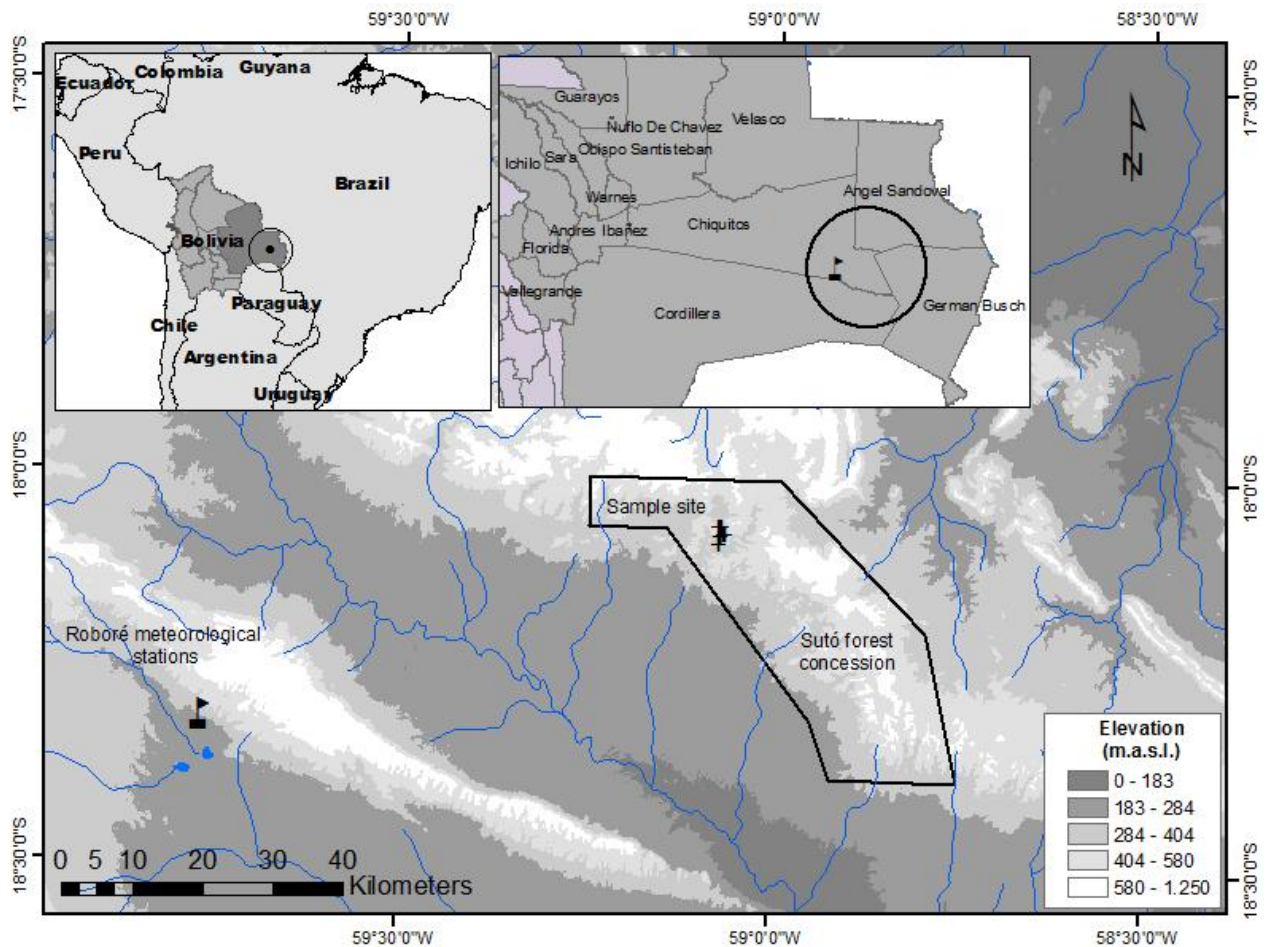 59°30'0"W
59°0'0"W
58°30'0"W
17°30'0"S
17°30'0"S
Colombia
Guyana
Ecuador
Peru
Brazil
Bolivia
Paraguay
Chile
Argentina
Uruguay
Guarayos
Ñuflo De Chavez
Velasco
Obispo Santisteban
Sara
Ichilo
Warnes
Angel Sandoval
Chiquitos
Andres Ibañez
Florida
Vallegrande
Cordillera
German Busch
N
18°0'0"S
18°0'0"S
Sample site
Roboré meteorological
stations
Sutó forest
concession
Elevation
(m.a.s.l.)
0 - 183
183 - 284
284 - 404
404 - 580
580 - 1.250
0 5 10 20 30 40
Kilometers
18°30'0"S
18°30'0"S
59°30'0"W
59°0'0"W
58°30'0"W